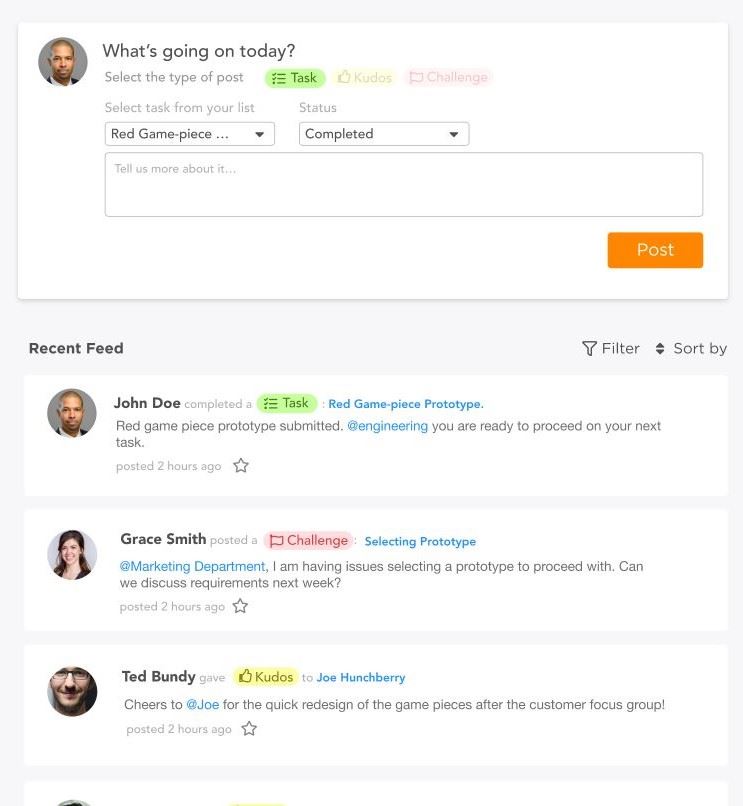 What's going on today?
Select the type of post Task Kudos Challenge
Select task from your list Status
Red Game-piece ... Completed
Tell us more about it...
Post
Recent Feed Filter Sort by
John Doe completed a Task : Red Game-piece Prototype.
Red game piece prototype submitted. @engineering you are ready to proceed on your next
task.
posted 2 hours ago
Grace Smith posted a Challenge : Selecting Prototype
@Marketing Department, I am having issues selecting a prototype to proceed with. Can
we discuss requirements next week?
posted 2 hours ago
Ted Bundy gave Kudos to Joe Hunchberry
Cheers to @Joe for the quick redesign of the game pieces after the customer focus group!
posted 2 hours ago